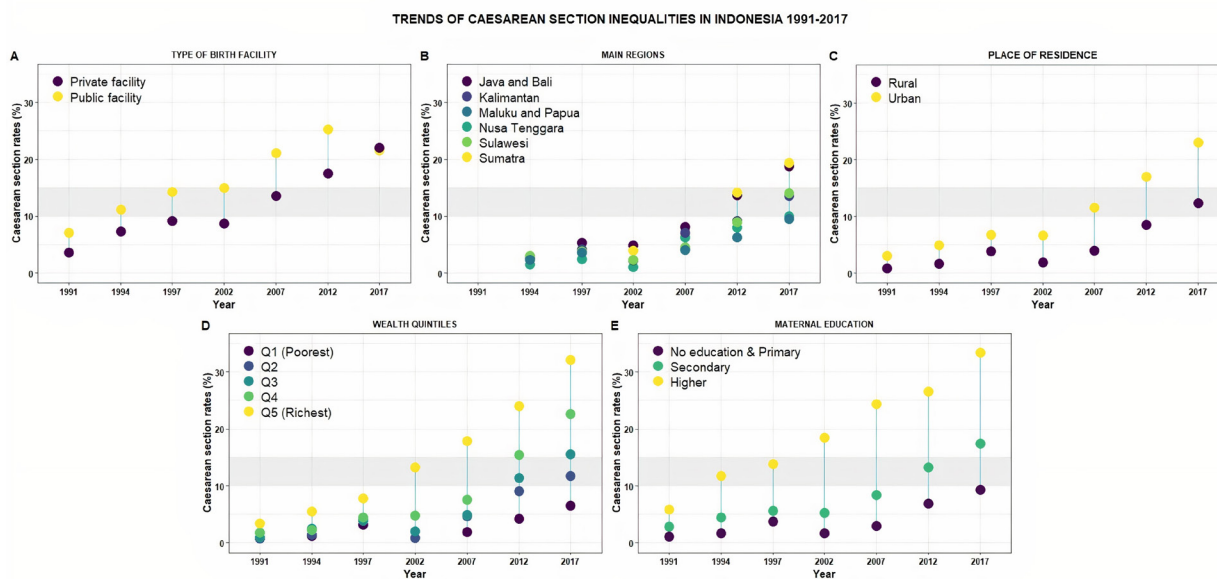 TRENDS OF CAESAREAN SECTION INEQUALITIES IN INDONESIA 1991-2017
A
TYPE OF BIRTH FACILITY
Private facility
Public facility
Caesarean section rates (%)
30
20
10
0
1991 1994 1997 2002 2007 2012 2017
Year
B
MAIN REGIONS
Java and Bali
Kalimantan
Maluku and Papua
Nusa Tenggara
Sulawesi
Sumatra
Caesarean section rates (%)
30
20
10
0
1991 1994 1997 2002 2007 2012 2017
Year
C
PLACE OF RESIDENCE
Rural
Urban
Caesarean section rates (%)
30
20
10
0
1991 1994 1997 2002 2007 2012 2017
Year
D
WEALTH QUINTILES
Q1 (Poorest)
Q2
Q3
Q4
Q5 (Richest)
Caesarean section rates (%)
30
20
10
0
1991 1994 1997 2002 2007 2012 2017
Year
E
MATERNAL EDUCATION
No education & Primary
Secondary
Higher
Caesarean section rates (%)
30
20
10
0
1991 1994 1997 2002 2007 2012 2017
Year